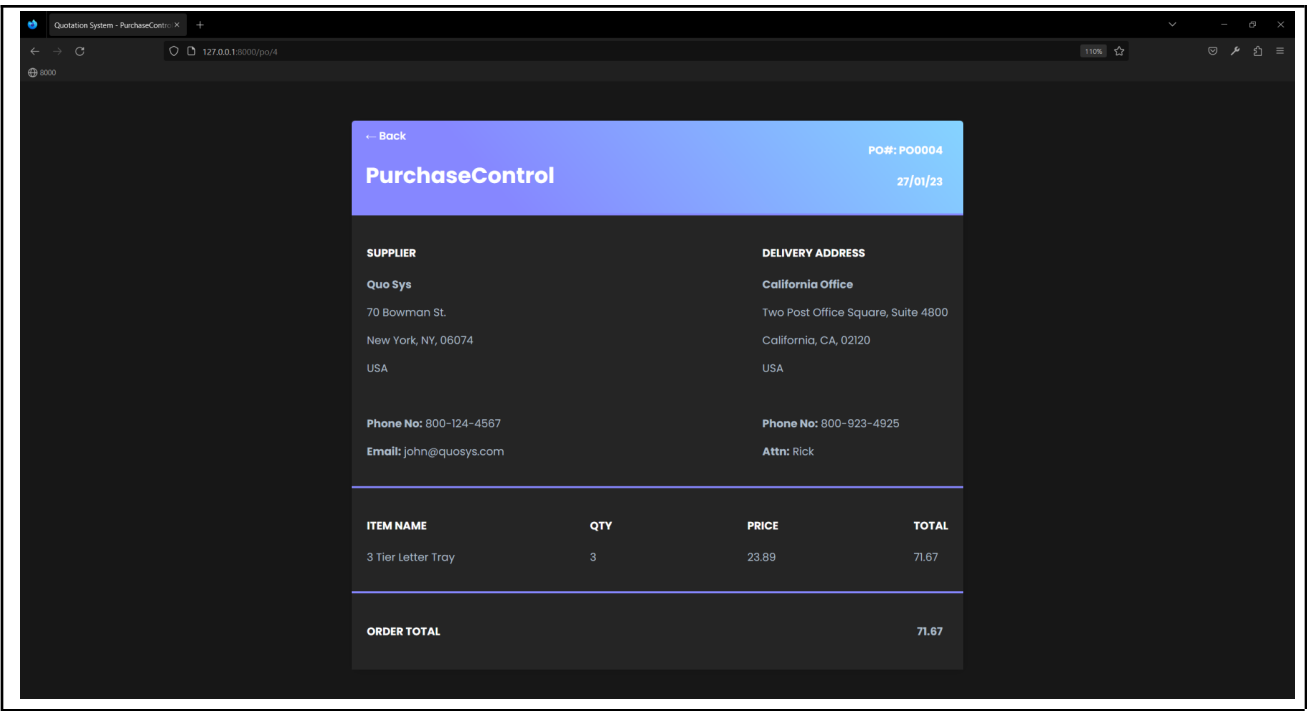 Quotation System - PurchaseContro
127.0.0.1:8000/po/4
110%
8000
← Back
PO#: PO0004
PurchaseControl
27/01/23
SUPPLIER
Quo Sys
70 Bowman St.
New York, NY, 06074
USA
Phone No: 800-124-4567
Email: john@quosys.com
DELIVERY ADDRESS
California Office
Two Post Office Square, Suite 4800
California, CA, 02120
USA
Phone No: 800-923-4925
Attn: Rick
ITEM NAME QTY PRICE TOTAL
3 Tier Letter Tray 3 23.89 71.67
ORDER TOTAL 71.67